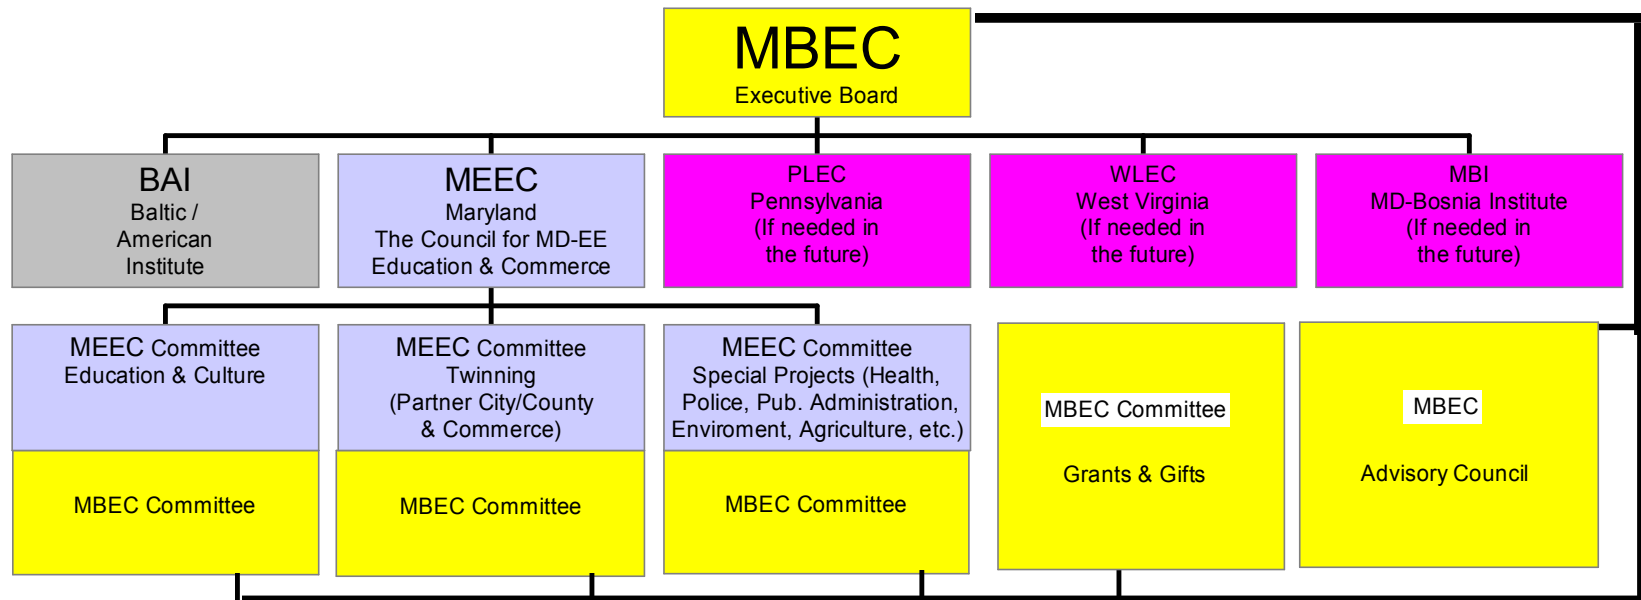 MBEC
Executive Board
BAI
Baltic /
American
Institute
MEEC
Maryland
The Council for MD-EE
Education & Commerce
PLEC
Pennsylvania
(If needed in
the future)
WLEC
West Virginia
(If needed in
the future)
MBI
MD-Bosnia Institute
(If needed in
the future)
MEEC Committee
Education & Culture
MBEC Committee
MEEC Committee
Twinning
(Partner City/County
& Commerce)
MBEC Committee
MEEC Committee
Special Projects (Health,
Police, Pub. Administration,
Enviroment, Agriculture, etc.)
MBEC Committee
MBEC Committee
Grants & Gifts
MBEC
Advisory Council